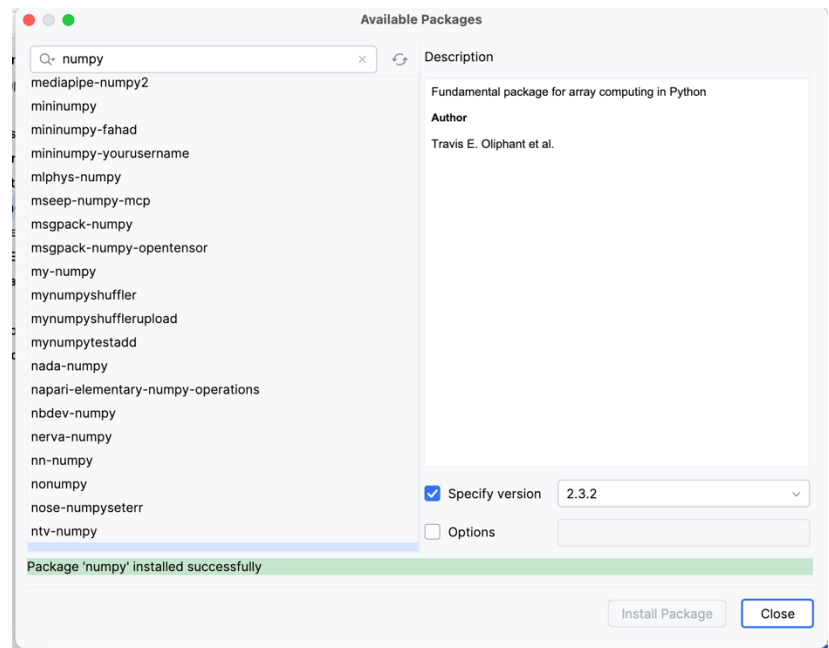 Available Packages
numpy
Description
mediapipe-numpy2
mininumpy
mininumpy-fahad
mininumpy-yourusername
mlphys-numpy
mseep-numpy-mcp
msgpack-numpy
msgpack-numpy-opentensor
my-numpy
mynumpyshuffler
mynumpyshufflerupload
mynumpytestadd
nada-numpy
napari-elementary-numpy-operations
nbdev-numpy
nerva-numpy
nn-numpy
nonumpy
nose-numpyseterr
ntv-numpy
Fundamental package for array computing in Python
Author
Travis E. Oliphant et al.
Specify version 2.3.2
Options
Package 'numpy' installed successfully
Install Package Close